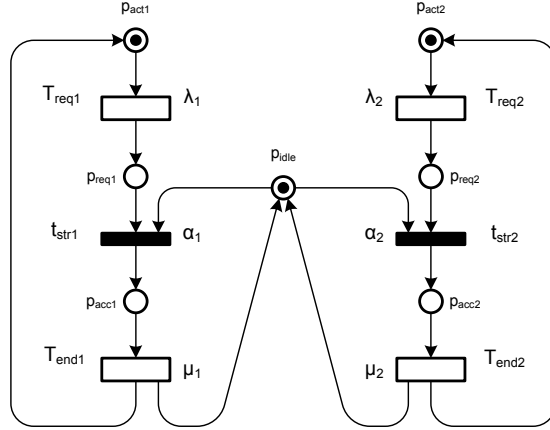 p_act1 p_act2
T_req1 λ_1 λ_2 T_req2
p_idle
p_req1 p_req2
t_str1 α_1 α_2 t_str2
p_acc1 p_acc2
T_end1 μ_1 μ_2 T_end2